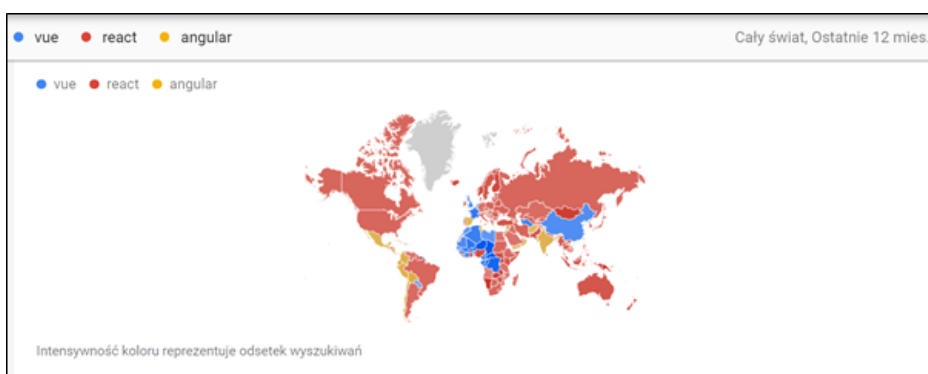 vue react angular Cały świat, Ostatnie 12 mies.
vue react angular
Intensywność koloru reprezentuje odsetek wyszukiwań